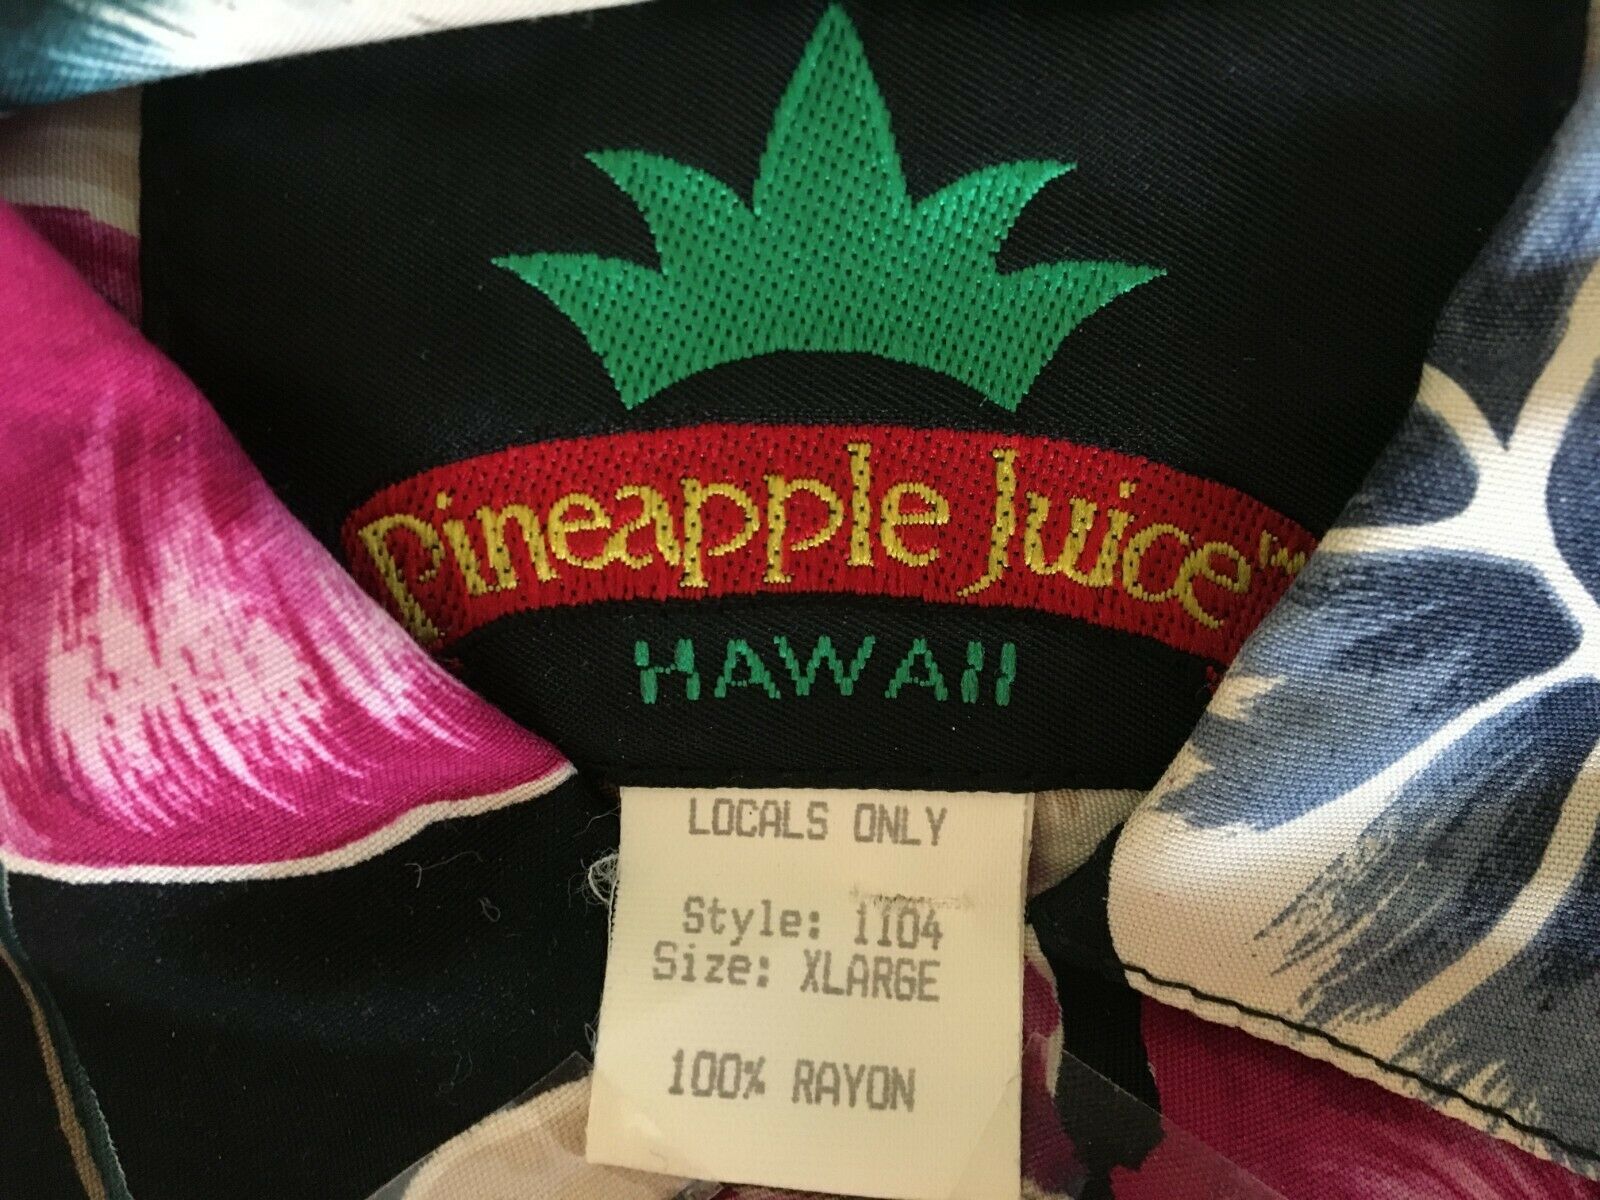 Pineapple Juice™
HAWAII
LOCALS ONLY
Style: 1104
Size: XLARGE
100% RAYON